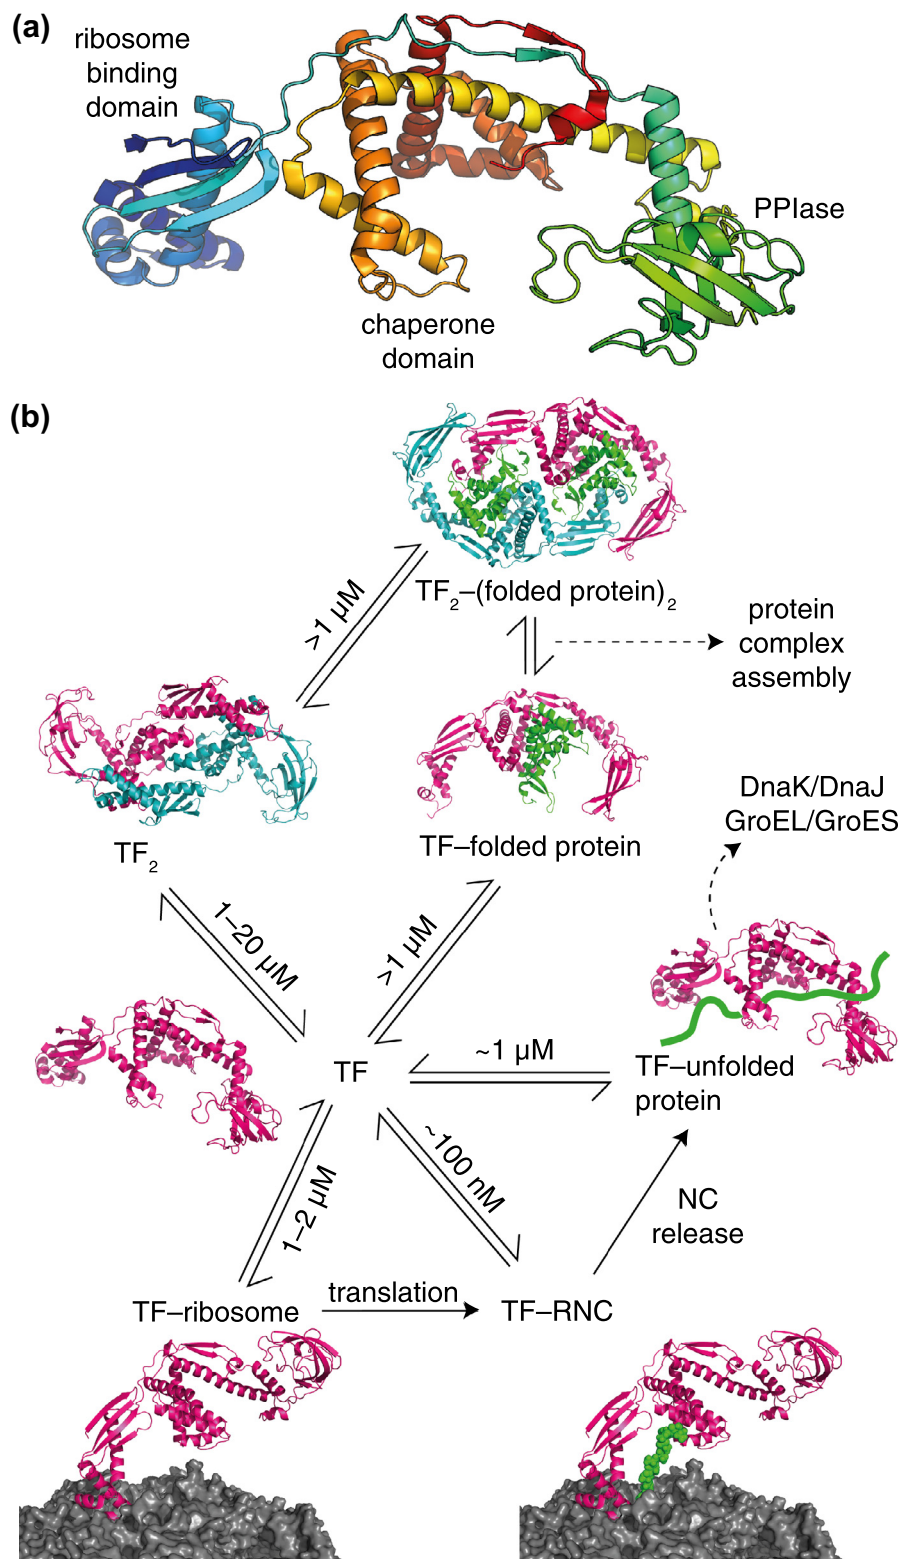 (a)
ribosome
binding
domain
PPIase
chaperone
domain
(b)
TF2–(folded protein)2
>1 µM
protein
complex
assembly
DnaK/DnaJ
GroEL/GroES
TF–folded protein
TF2
1–20 µM
>1 µM
~1 µM
TF
TF–unfolded
protein
~100 nM
1–2 µM
NC
release
translation
TF–ribosome
TF–RNC